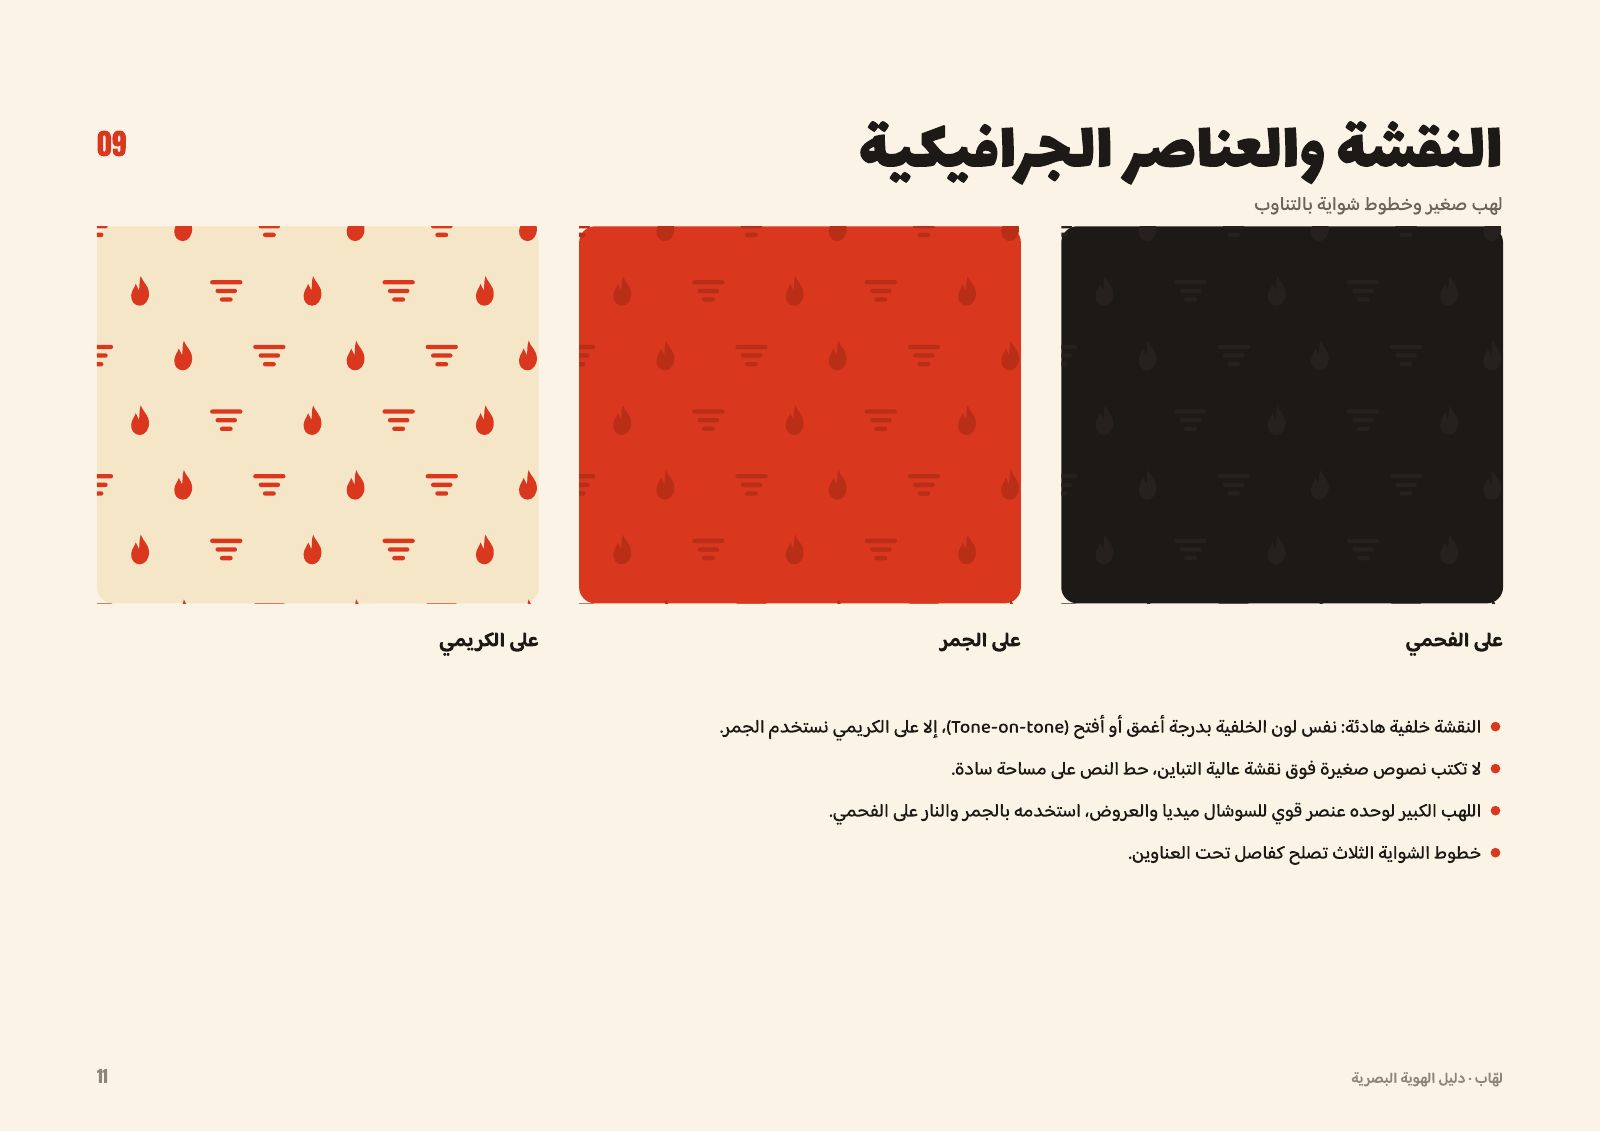 النقشة والعناصر الجرافيكية
09
لهب صغير وخطوط شواية بالتناوب
على الفحمي
على الجمر
على الكريمي
النقشة خلفية هادئة: نفس لون الخلفية بدرجة أغمق أو أفتح (Tone-on-tone)، إلا على الكريمي نستخدم الجمر.
لا تكتب نصوص صغيرة فوق نقشة عالية التباين، حط النص على مساحة سادة.
اللهب الكبير لوحده عنصر قوي للسوشال ميديا والعروض، استخدمه بالجمر والنار على الفحمي.
خطوط الشواية الثلاث تصلح كفاصل تحت العناوين.
لهّاب · دليل الهوية البصرية
11